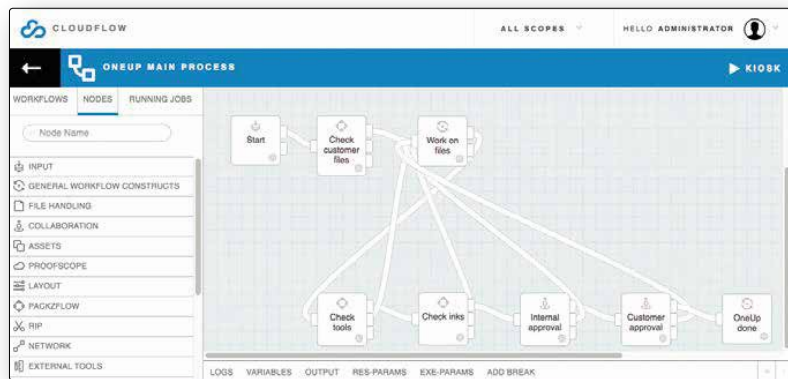 CLOUDFLOW
ALL SCOPES
HELLO ADMINISTRATOR
ONEUP MAIN PROCESS
KIOSK
WORKFLOWS NODES RUNNING JOBS
Node Name
INPUT
GENERAL WORKFLOW CONSTRUCTS
FILE HANDLING
COLLABORATION
ASSETS
PROOFSCOPE
LAYOUT
PACKZFLOW
RIP
NETWORK
EXTERNAL TOOLS
Start
Check
customer
files
Work on
files
Check
tools
Check inks
Internal
approval
Customer
approval
OneUp
done
LOGS VARIABLES OUTPUT RES-PARAMS EXE-PARAMS ADD BREAK